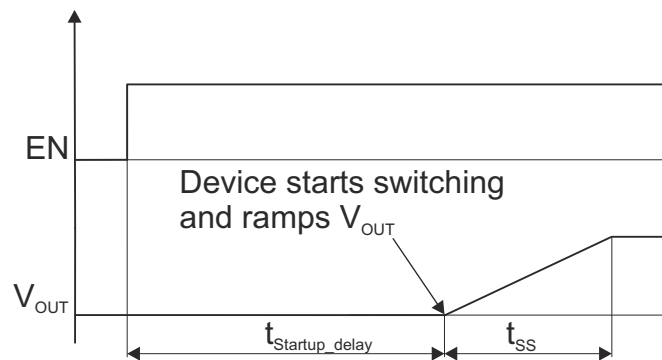 EN
Device starts switching
and ramps VOUT
VOUT
tStartup_delay
tSS